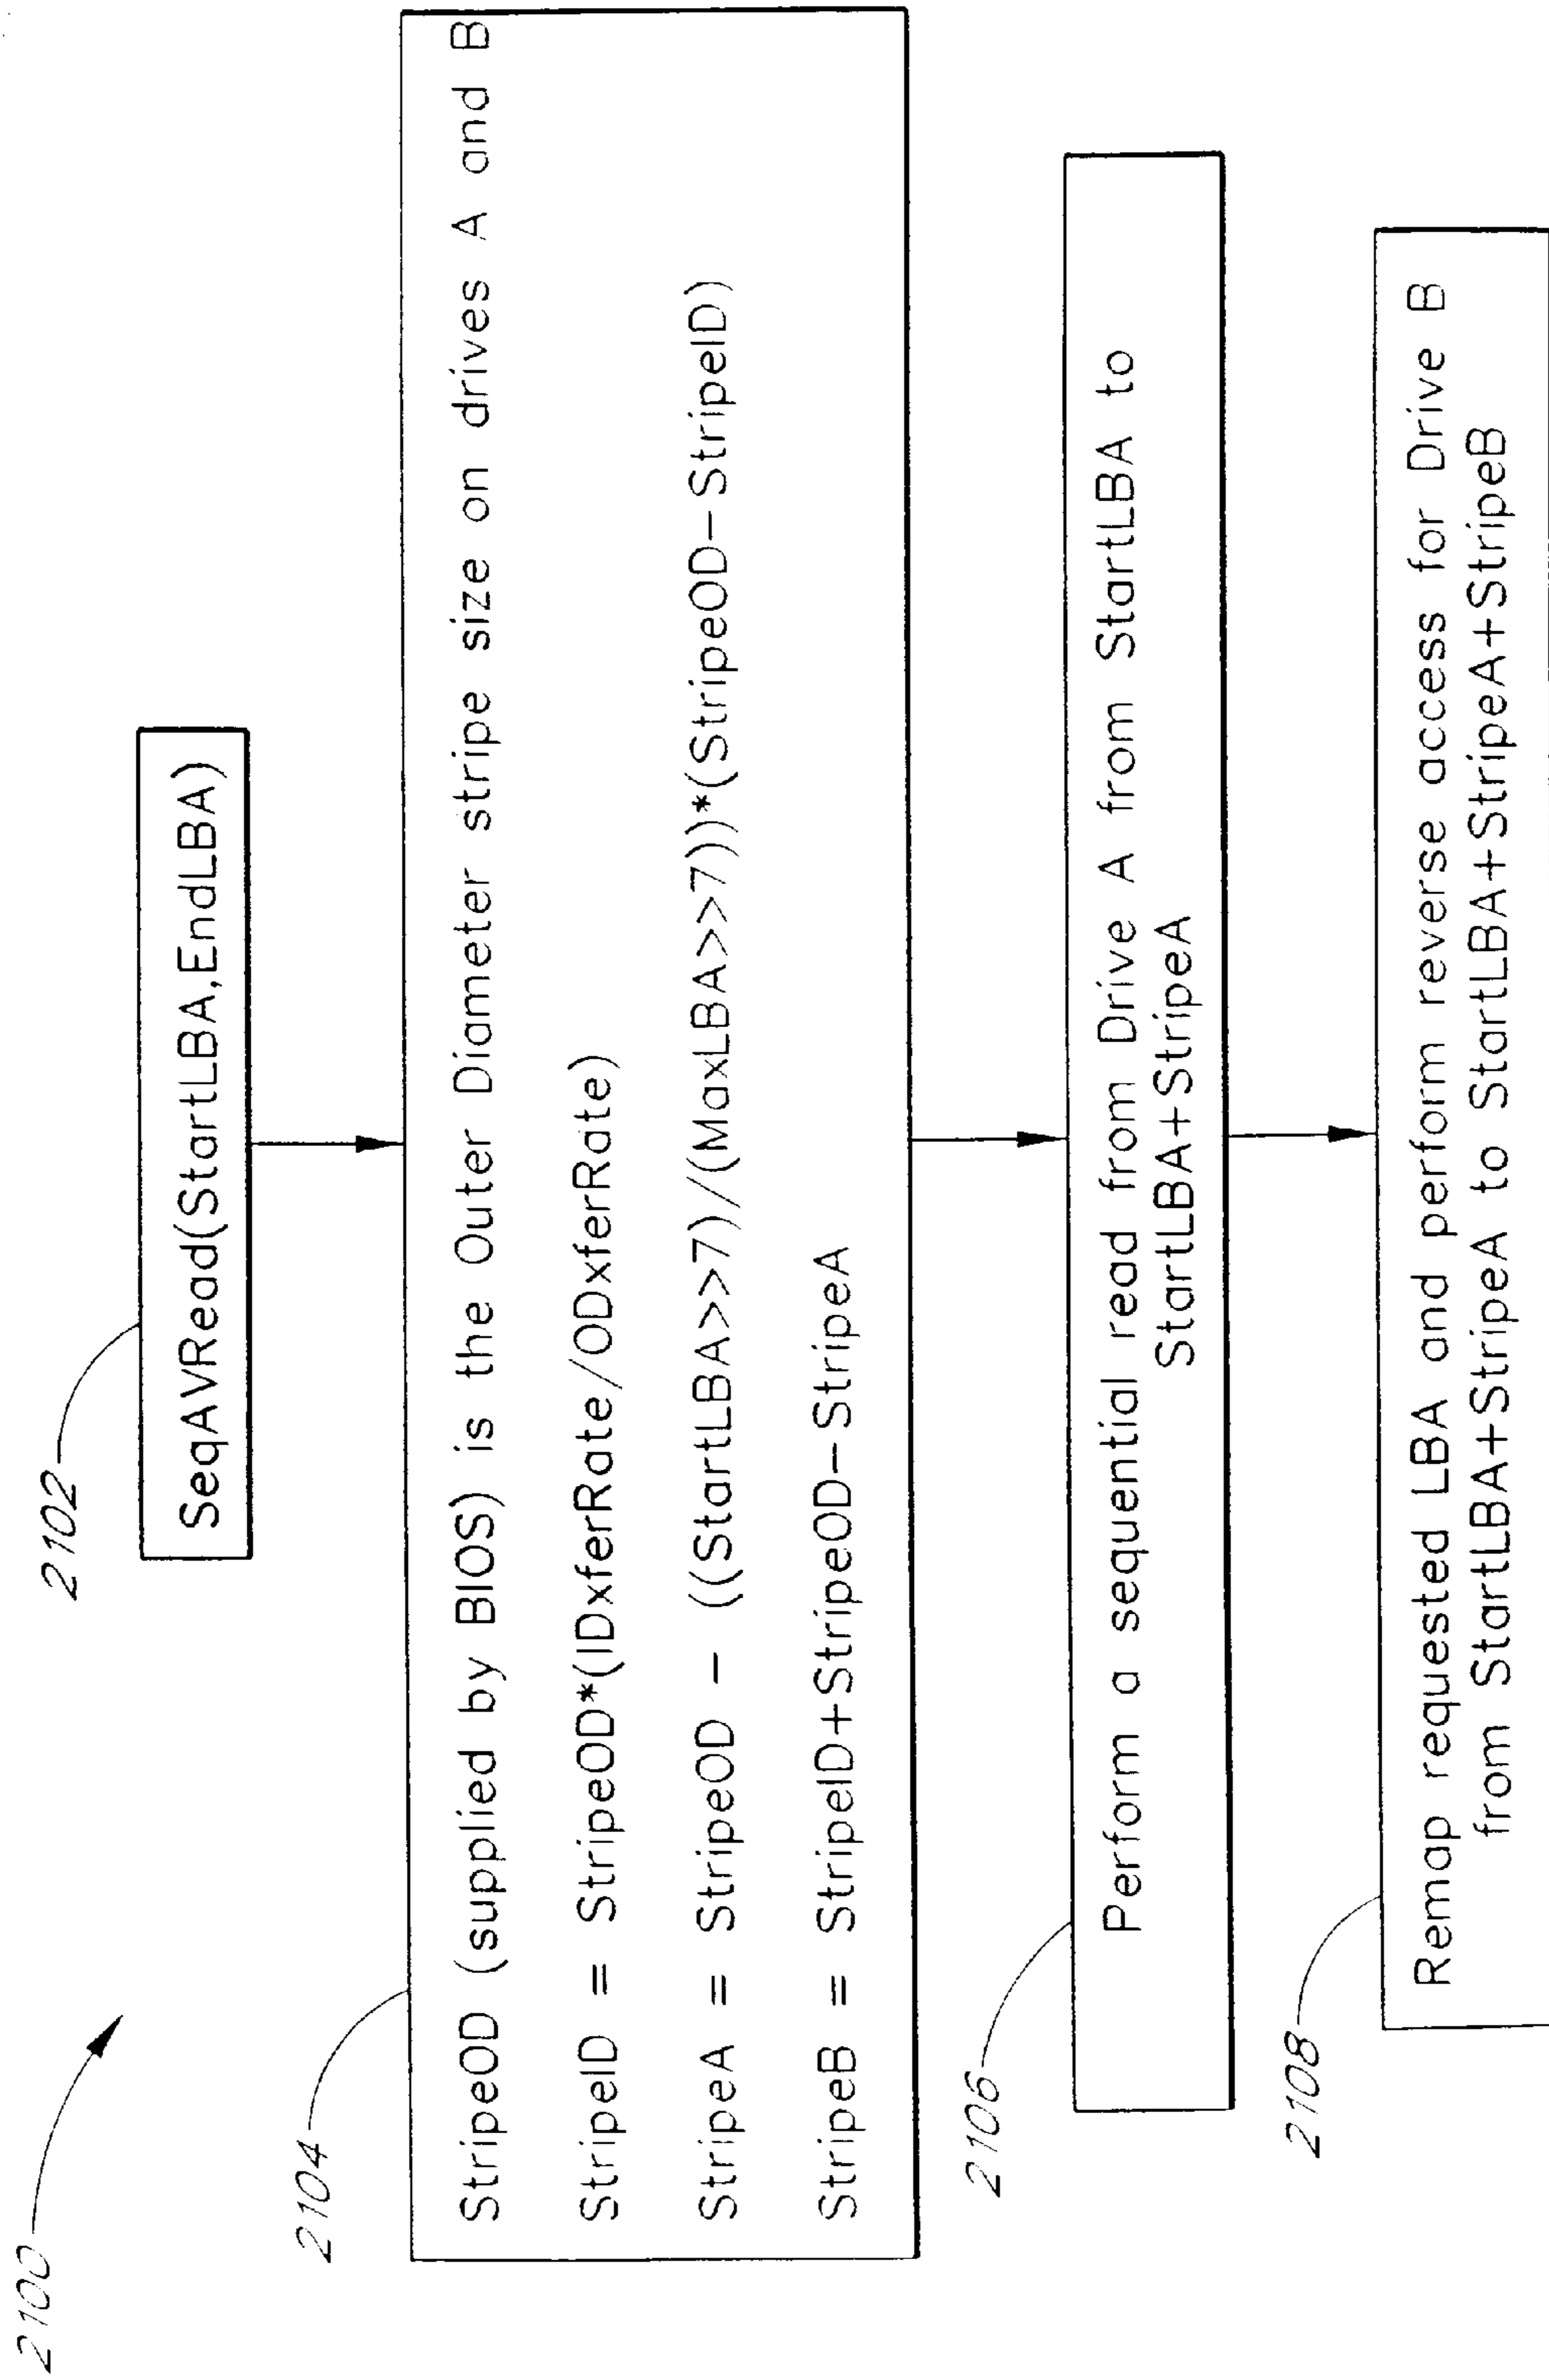 2100
2102
SeqAVRead(StartLBA,EndLBA)
2104
StripeOD (supplied by BIOS) is the Outer Diameter stripe size on drives A and B
StripeID = StripeOD*(IDxferRate/ODxferRate)
StripeA = StripeOD - ((StartLBA>>7)/(MaxLBA>>7))*(StripeOD-StripeID)
StripeB = StripeID+StripeOD-StripeA
2106
Perform a sequential read from Drive A from StartLBA to
StartLBA+StripeA
2108
Remap requested LBA and perform reverse access for Drive B
from StartLBA+StripeA to StartLBA+StripeA+StripeB